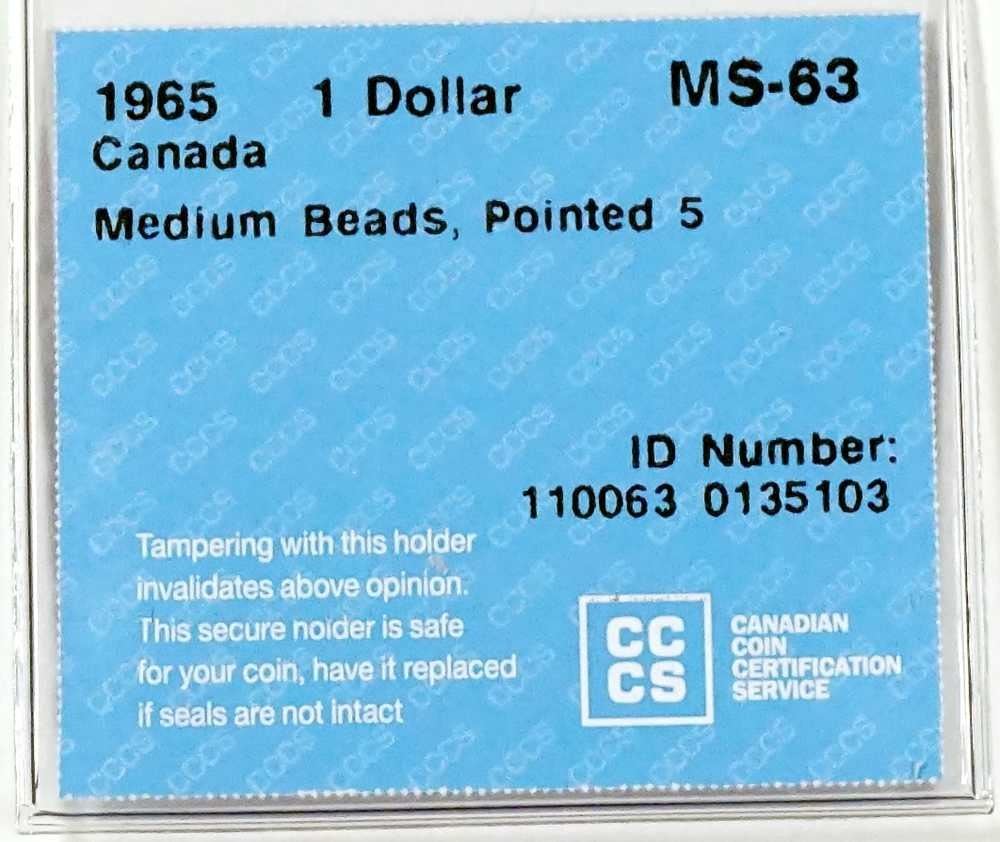 1965 1 Dollar MS-63
Canada
Medium Beads, Pointed 5
ID Number:
110063 0135103
Tampering with this holder
invalidates above opinion.
This secure holder is safe
for your coin, have it replaced
if seals are not intact
CC
CS
CANADIAN
COIN
CERTIFICATION
SERVICE